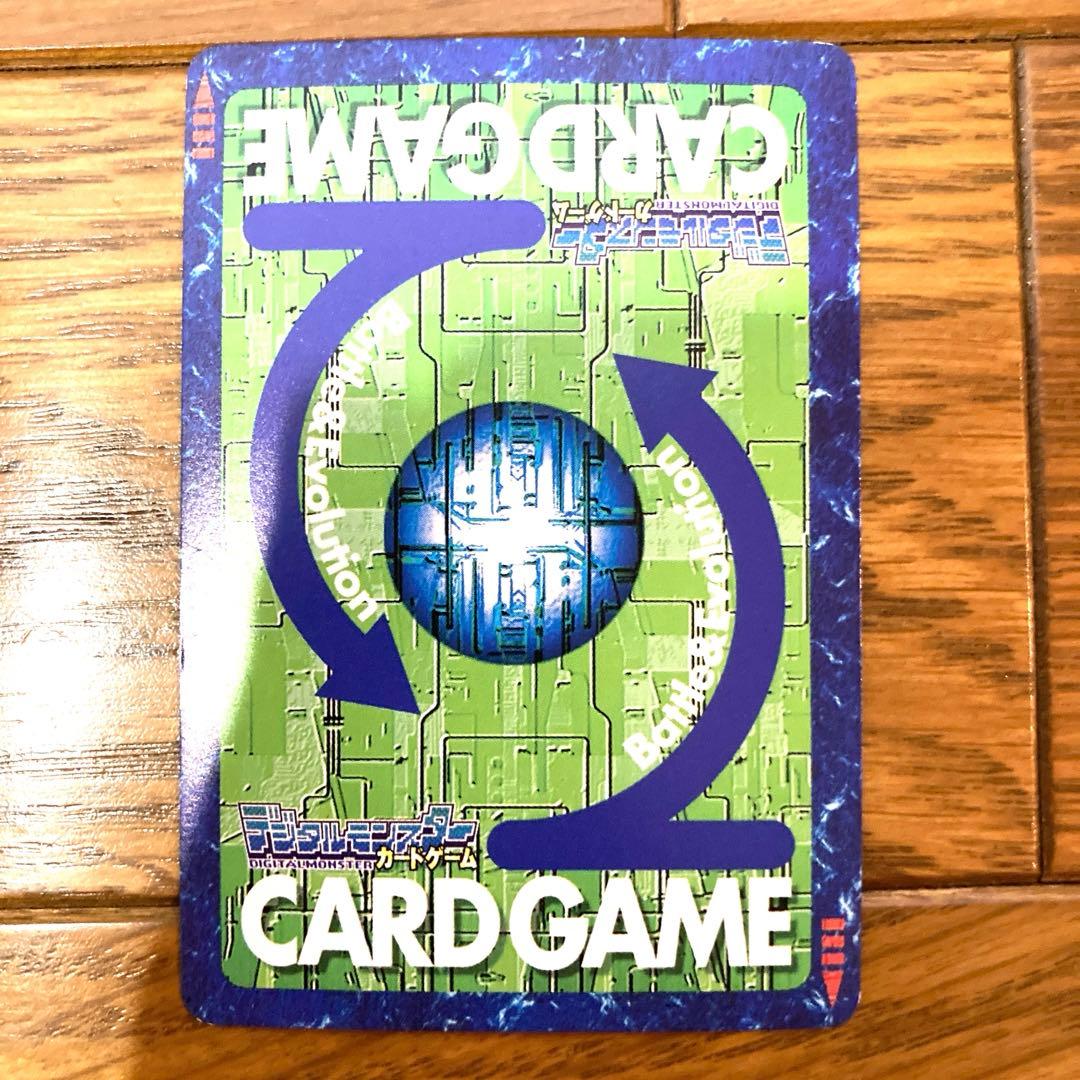 CARD GAME
デジタルモンスター
DIGITALMONSTER
カードゲーム
Battle & Evolution
Battle & Evolution
デジタルモンスター
DIGITALMONSTER カードゲーム
CARD GAME